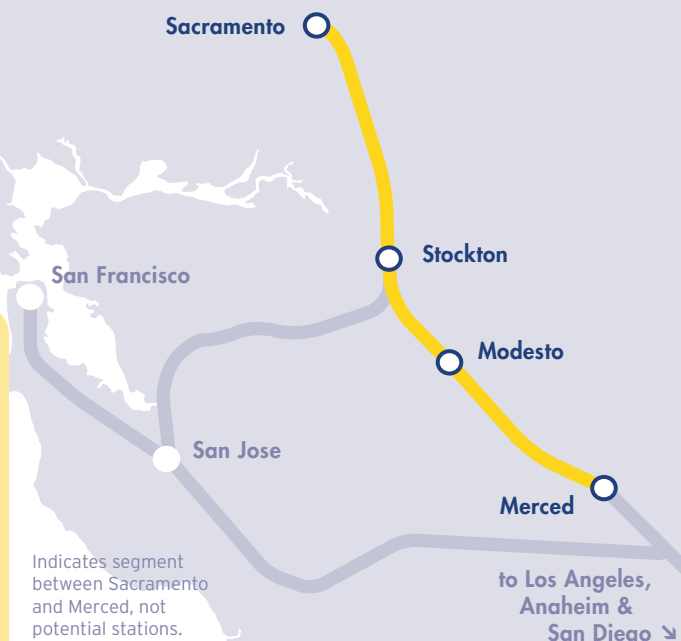 Sacramento
Stockton
San Francisco
Modesto
San Jose
Merced
Indicates segment
between Sacramento
and Merced, not
potential stations.
to Los Angeles,
Anaheim &
San Diego ↘